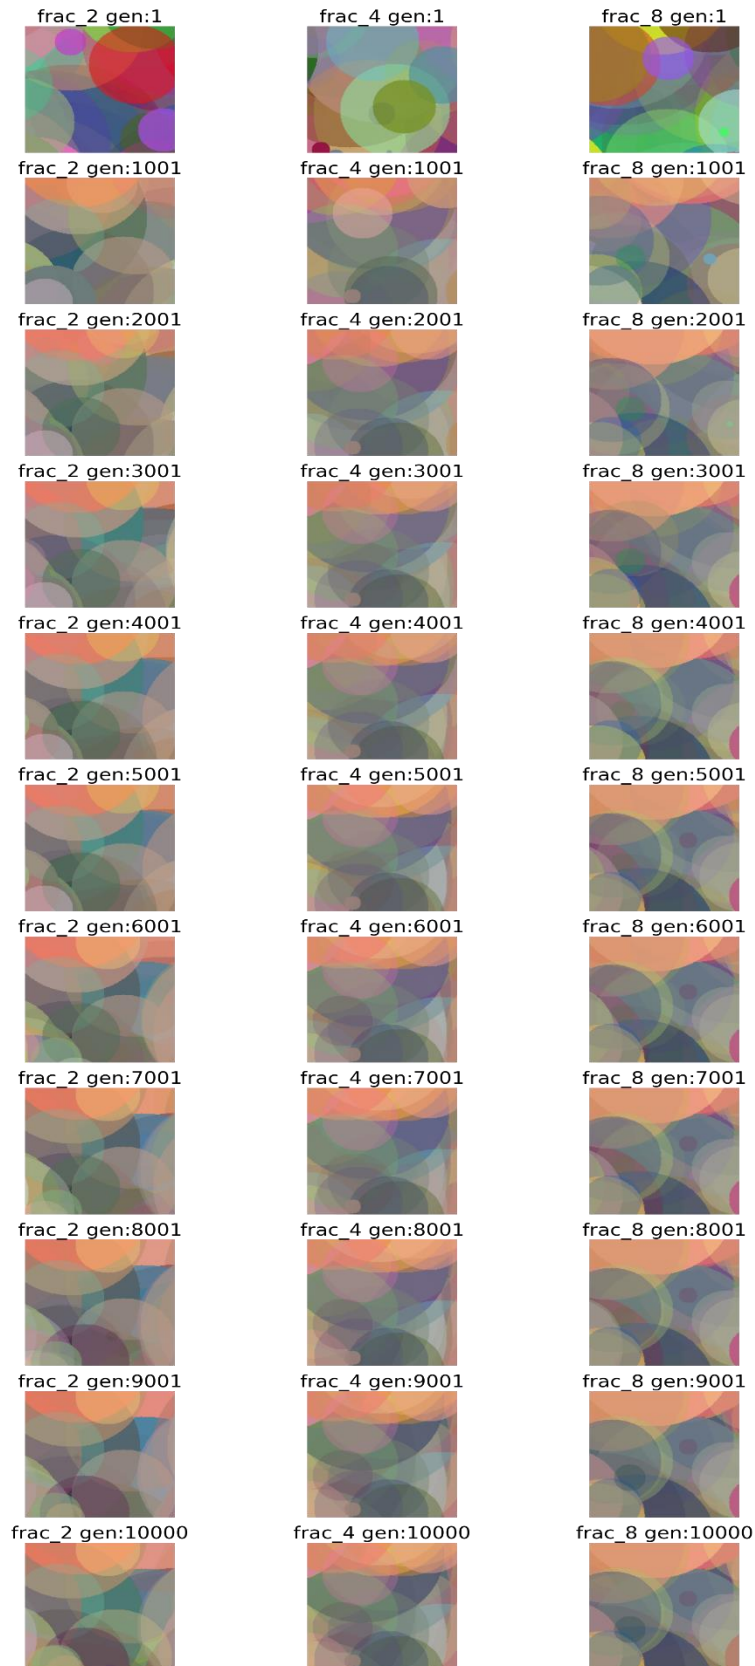 frac_2 gen:1 frac_4 gen:1 frac_8 gen:1
frac_2 gen:1001 frac_4 gen:1001 frac_8 gen:1001
frac_2 gen:2001 frac_4 gen:2001 frac_8 gen:2001
frac_2 gen:3001 frac_4 gen:3001 frac_8 gen:3001
frac_2 gen:4001 frac_4 gen:4001 frac_8 gen:4001
frac_2 gen:5001 frac_4 gen:5001 frac_8 gen:5001
frac_2 gen:6001 frac_4 gen:6001 frac_8 gen:6001
frac_2 gen:7001 frac_4 gen:7001 frac_8 gen:7001
frac_2 gen:8001 frac_4 gen:8001 frac_8 gen:8001
frac_2 gen:9001 frac_4 gen:9001 frac_8 gen:9001
frac_2 gen:10000 frac_4 gen:10000 frac_8 gen:10000